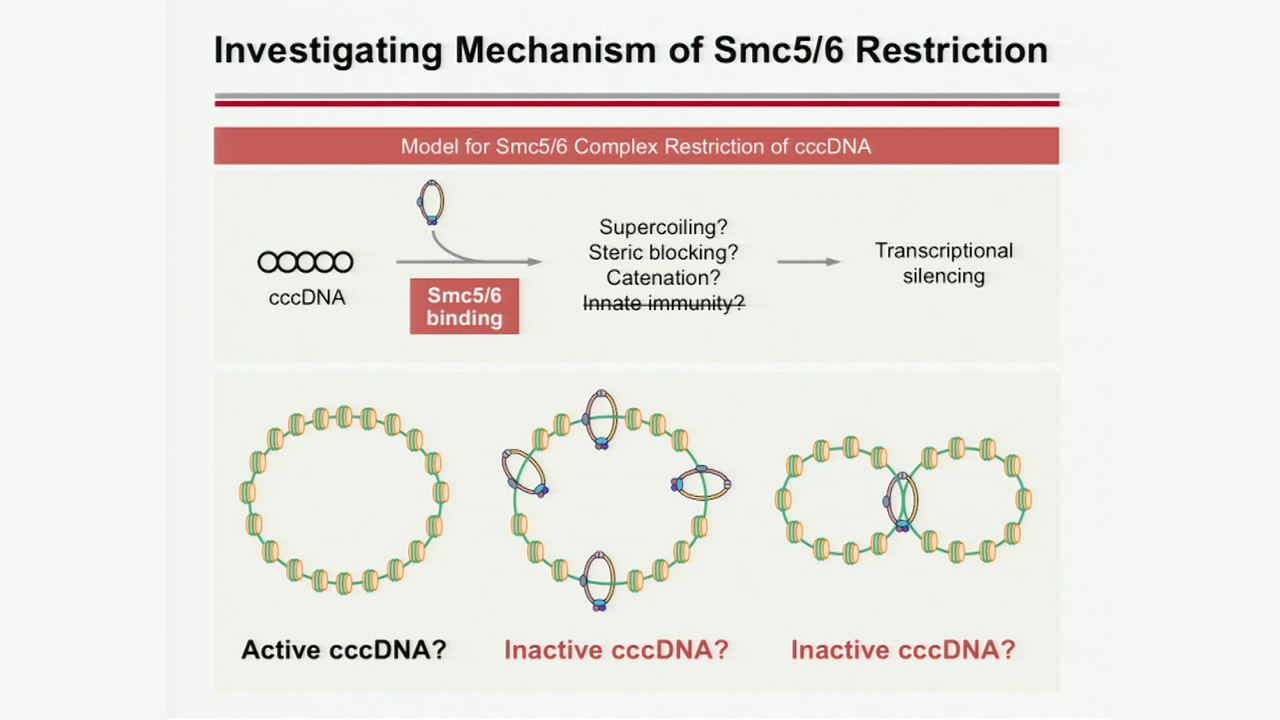 Investigating Mechanism of Smc5/6 Restriction
Model for Smc5/6 Complex Restriction of cccDNA
cccDNA
Smc5/6
binding
Supercoiling?
Steric blocking?
Catenation?
Innate immunity?
Transcriptional
silencing
Active cccDNA?
Inactive cccDNA?
Inactive cccDNA?